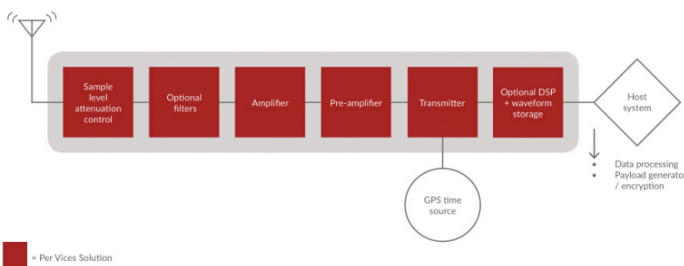 Sample
level
attenuation
control
Optional
filters
Amplifier
Pre-amplifier
Transmitter
Optional DSP
+ waveform
storage
Host
system
GPS time
source
• Data processing
• Payload generato
/ encryption
= Per Vices Solution